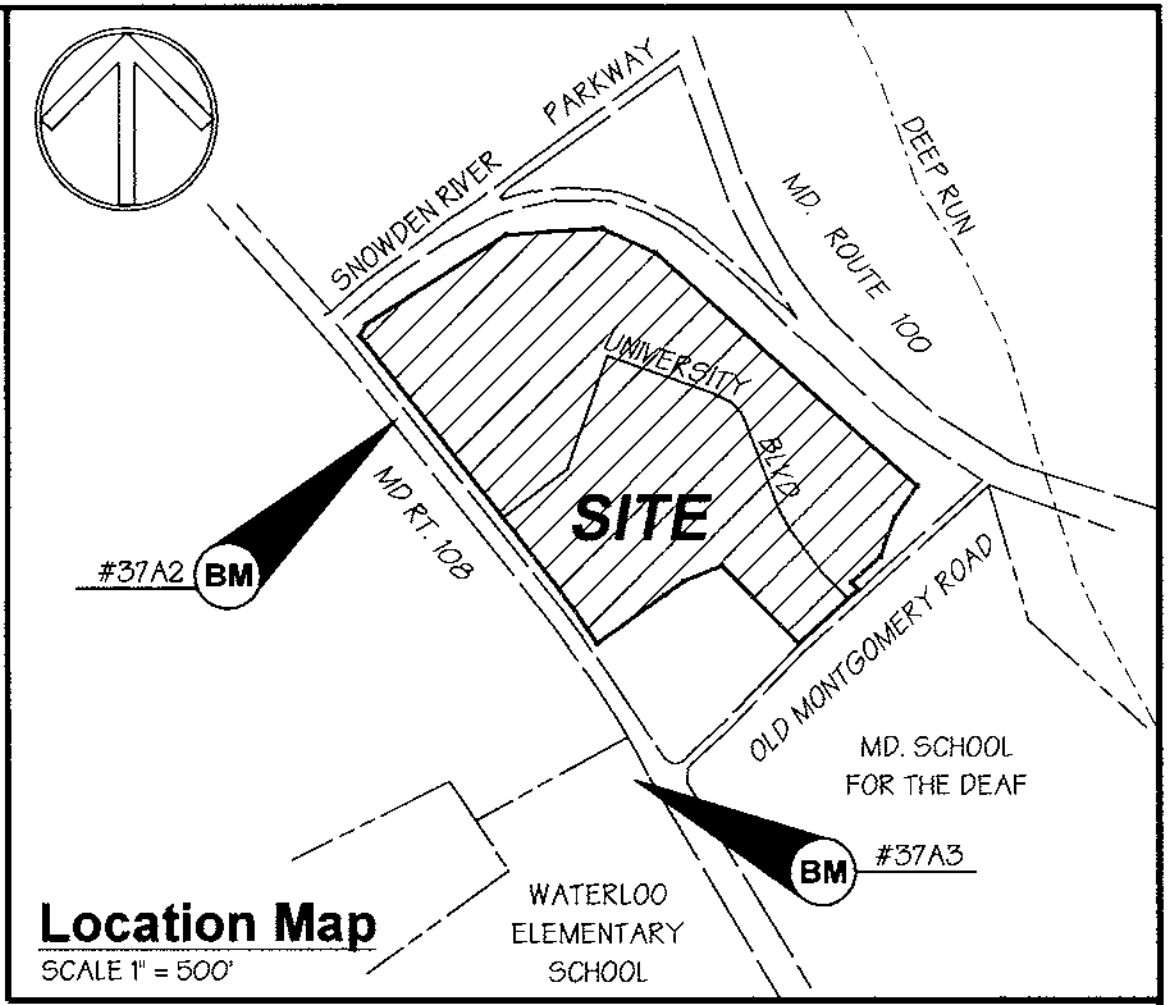 SNOWDEN RIVER PARKWAY
DEEP RUN
MD. ROUTE 100
UNIVERSITY
BLVD
SITE
MD RT. 108
#37A2 BM
OLD MONTGOMERY ROAD
MD. SCHOOL
FOR THE DEAF
BM #37A3
WATERLOO
ELEMENTARY
SCHOOL
Location Map
SCALE 1" = 500'